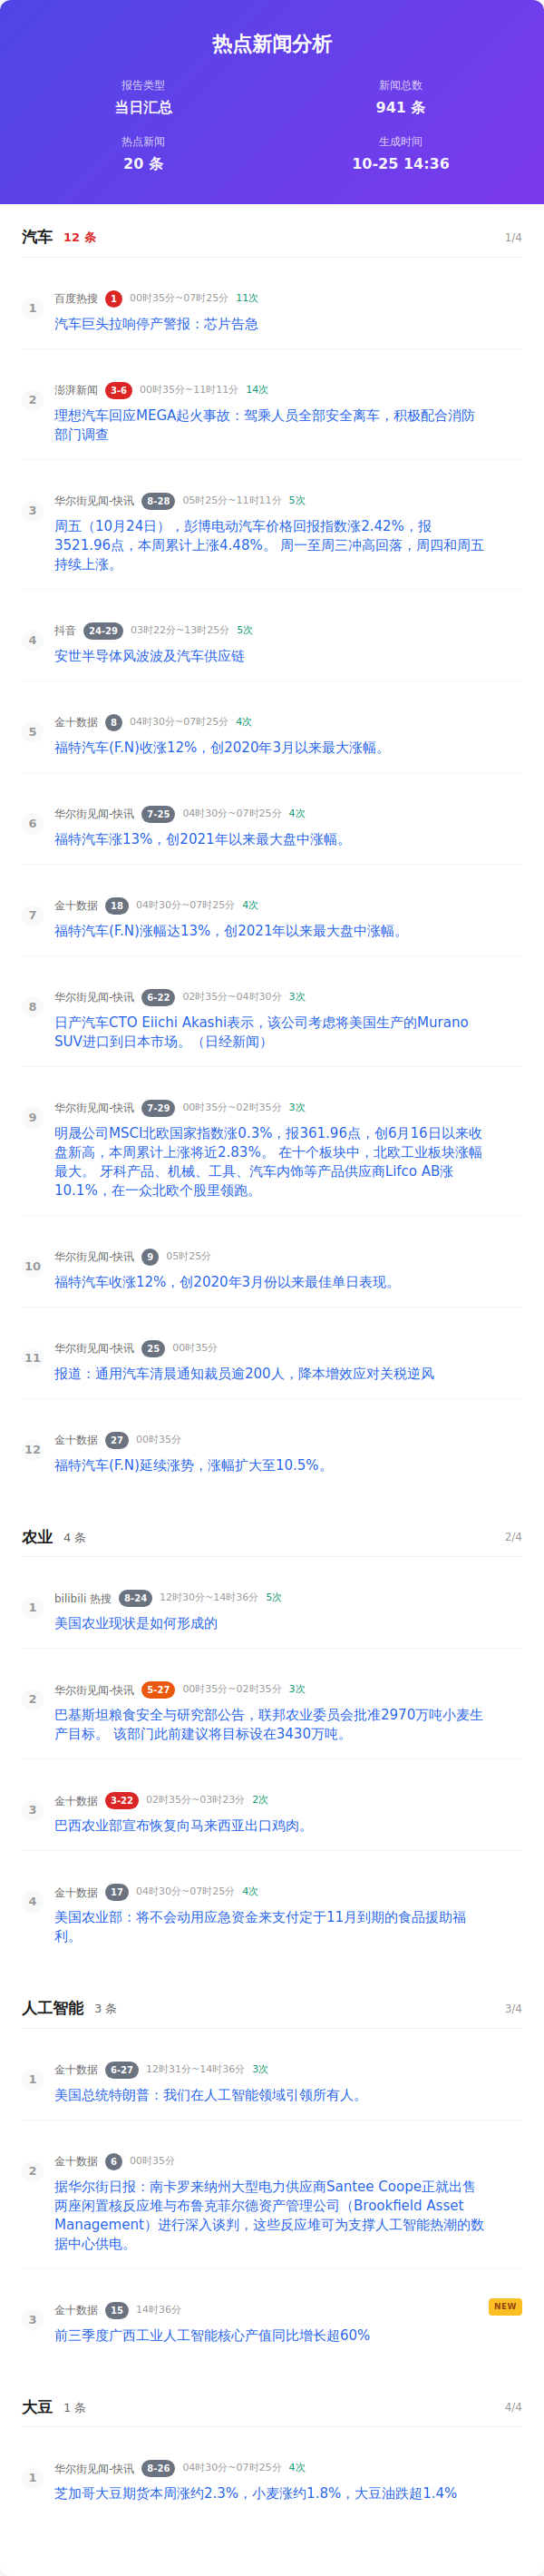 热点新闻分析
报告类型
当日汇总
新闻总数
941 条
热点新闻
20 条
生成时间
10-25 14:36
汽车 12 条 1/4
1
百度热搜 1 00时35分~07时25分 11次
汽车巨头拉响停产警报：芯片告急
2
澎湃新闻 3-6 00时35分~11时11分 14次
理想汽车回应MEGA起火事故：驾乘人员全部安全离车，积极配合消防
部门调查
3
华尔街见闻-快讯 8-28 05时25分~11时11分 5次
周五（10月24日），彭博电动汽车价格回报指数涨2.42%，报
3521.96点，本周累计上涨4.48%。 周一至周三冲高回落，周四和周五
持续上涨。
4
抖音 24-29 03时22分~13时25分 5次
安世半导体风波波及汽车供应链
5
金十数据 8 04时30分~07时25分 4次
福特汽车(F.N)收涨12%，创2020年3月以来最大涨幅。
6
华尔街见闻-快讯 7-25 04时30分~07时25分 4次
福特汽车涨13%，创2021年以来最大盘中涨幅。
7
金十数据 18 04时30分~07时25分 4次
福特汽车(F.N)涨幅达13%，创2021年以来最大盘中涨幅。
8
华尔街见闻-快讯 6-22 02时35分~04时30分 3次
日产汽车CTO Eiichi Akashi表示，该公司考虑将美国生产的Murano
SUV进口到日本市场。（日经新闻）
9
华尔街见闻-快讯 7-29 00时35分~02时35分 3次
明晟公司MSCI北欧国家指数涨0.3%，报361.96点，创6月16日以来收
盘新高，本周累计上涨将近2.83%。 在十个板块中，北欧工业板块涨幅
最大。 牙科产品、机械、工具、汽车内饰等产品供应商Lifco AB涨
10.1%，在一众北欧个股里领跑。
10
华尔街见闻-快讯 9 05时25分
福特汽车收涨12%，创2020年3月份以来最佳单日表现。
11
华尔街见闻-快讯 25 00时35分
报道：通用汽车清晨通知裁员逾200人，降本增效应对关税逆风
12
金十数据 27 00时35分
福特汽车(F.N)延续涨势，涨幅扩大至10.5%。
农业 4 条 2/4
1
bilibili 热搜 8-24 12时30分~14时36分 5次
美国农业现状是如何形成的
2
华尔街见闻-快讯 5-27 00时35分~02时35分 3次
巴基斯坦粮食安全与研究部公告，联邦农业委员会批准2970万吨小麦生
产目标。 该部门此前建议将目标设在3430万吨。
3
金十数据 3-22 02时35分~03时23分 2次
巴西农业部宣布恢复向马来西亚出口鸡肉。
4
金十数据 17 04时30分~07时25分 4次
美国农业部：将不会动用应急资金来支付定于11月到期的食品援助福
利。
人工智能 3 条 3/4
1
金十数据 6-27 12时31分~14时36分 3次
美国总统特朗普：我们在人工智能领域引领所有人。
2
金十数据 6 00时35分
据华尔街日报：南卡罗来纳州大型电力供应商Santee Coope正就出售
两座闲置核反应堆与布鲁克菲尔德资产管理公司（Brookfield Asset
Management）进行深入谈判，这些反应堆可为支撑人工智能热潮的数
据中心供电。
3
金十数据 15 14时36分 NEW
前三季度广西工业人工智能核心产值同比增长超60%
大豆 1 条 4/4
1
华尔街见闻-快讯 8-26 04时30分~07时25分 4次
芝加哥大豆期货本周涨约2.3%，小麦涨约1.8%，大豆油跌超1.4%